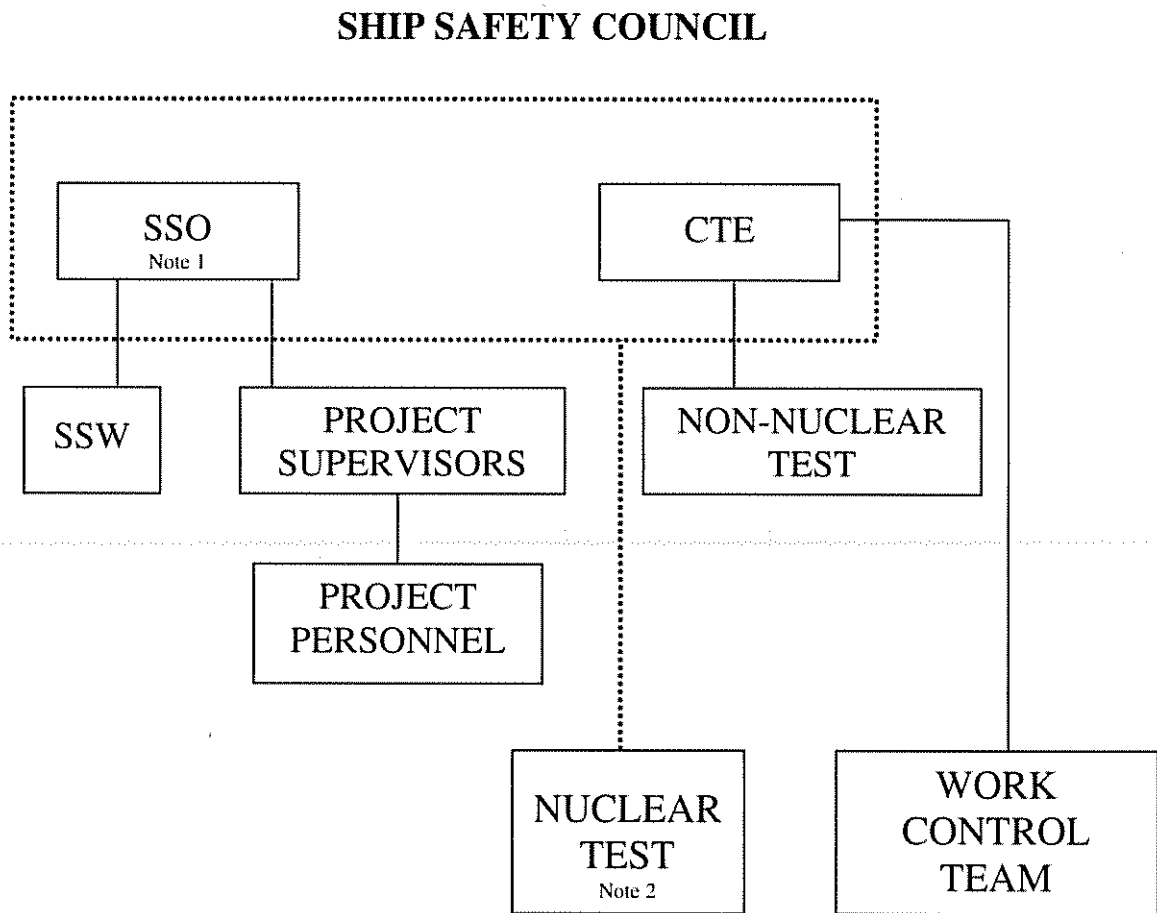 SHIP SAFETY COUNCIL
SSO
Note 1
CTE
SSW
PROJECT
SUPERVISORS
NON-NUCLEAR
TEST
PROJECT
PERSONNEL
NUCLEAR
TEST
Note 2
WORK
CONTROL
TEAM